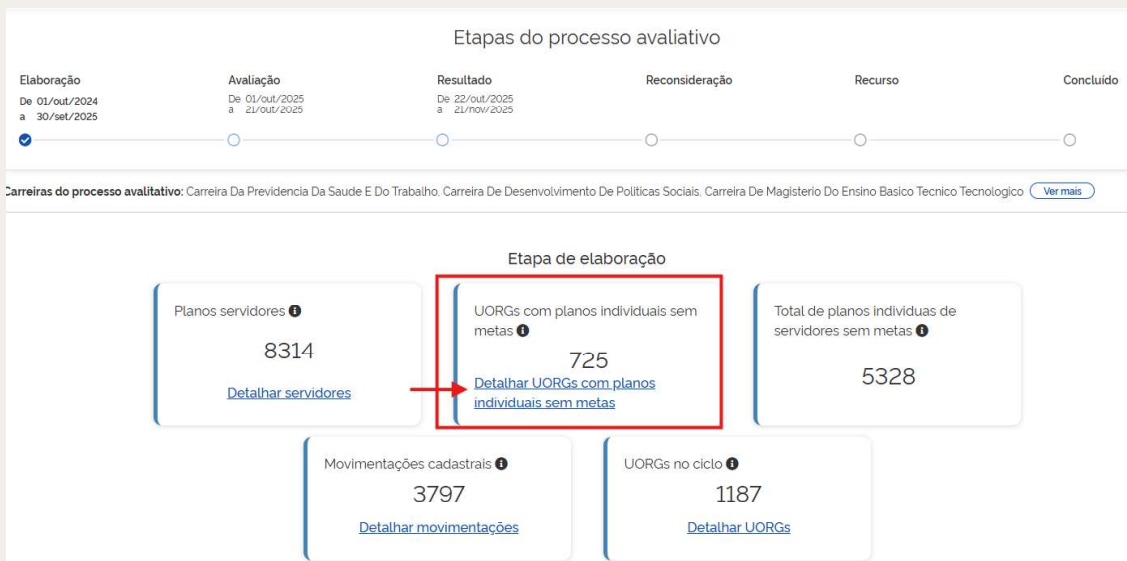 Etapas do processo avaliativo
Elaboração
De 01/out/2024
a 30/set/2025
Avaliação
De 01/out/2025
a 21/out/2025
Resultado
De 22/out/2025
a 21/nov/2025
Reconsideração
Recurso
Concluído
Carreiras do processo avalitativo: Carreira Da Previdencia Da Saude E Do Trabalho, Carreira De Desenvolvimento De Politicas Sociais, Carreira De Magisterio Do Ensino Basico Tecnico Tecnologico Ver mais
Etapa de elaboração
Planos servidores
8314
Detalhar servidores
UORGs com planos individuais sem
metas
725
Detalhar UORGs com planos
individuais sem metas
Total de planos individuas de
servidores sem metas
5328
Movimentações cadastrais
3797
Detalhar movimentações
UORGs no ciclo
1187
Detalhar UORGs